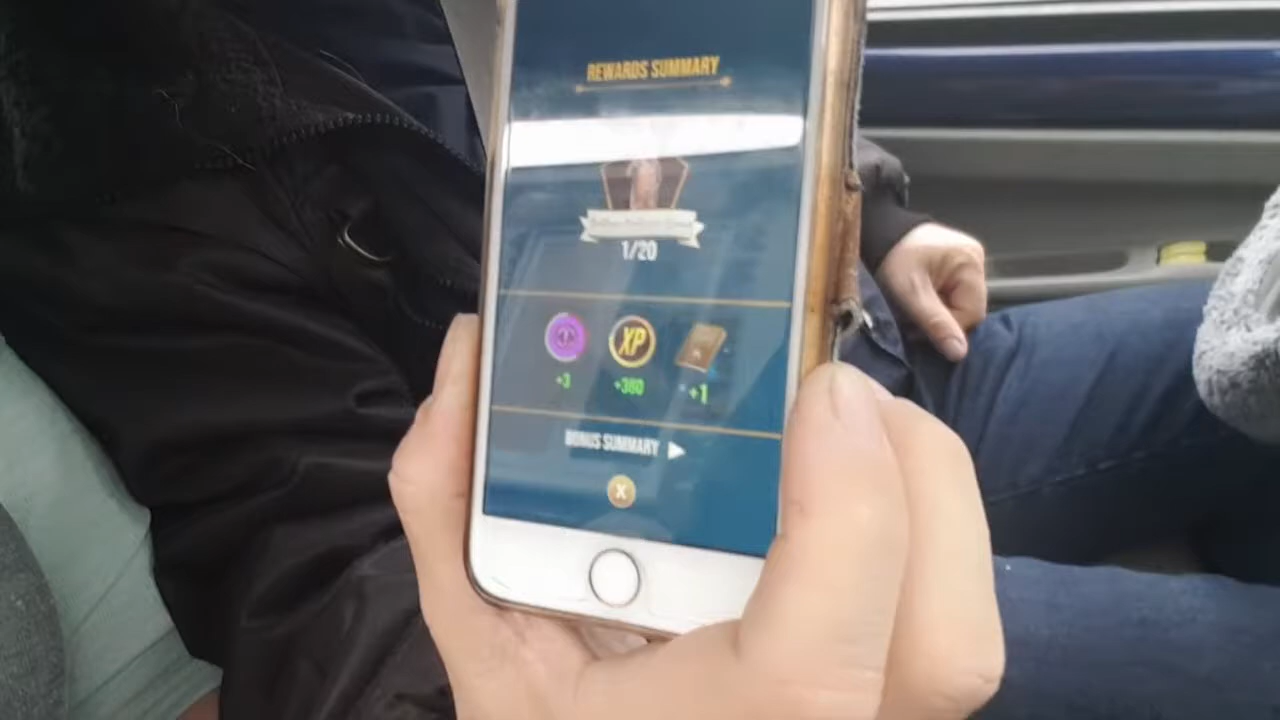 REWARDS SUMMARY
1/20
XP
+3 +380 +1
BONUS SUMMARY
X